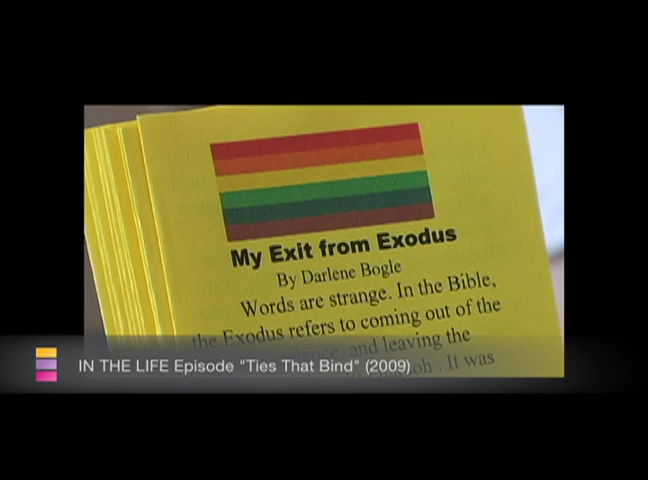 My Exit from Exodus
By Darlene Bogle
Words are strange. In the Bible,
the Exodus refers to coming out of the
and leaving the
oh . It was
IN THE LIFE Episode "Ties That Bind" (2009)